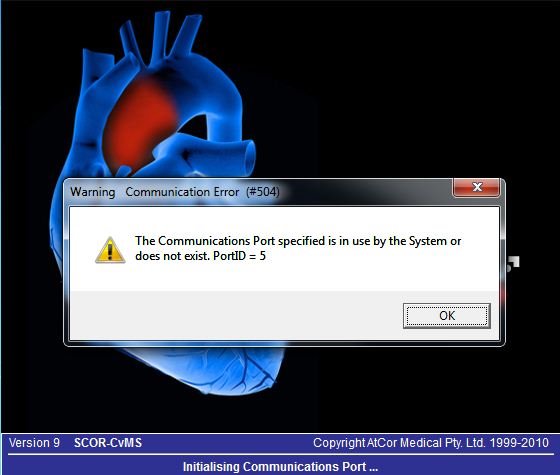 Warning Communication Error (#504)
The Communications Port specified is in use by the System or
does not exist. PortID = 5
OK
Version 9 SCOR-CvMS Copyright AtCor Medical Pty. Ltd. 1999-2010
Initialising Communications Port ...